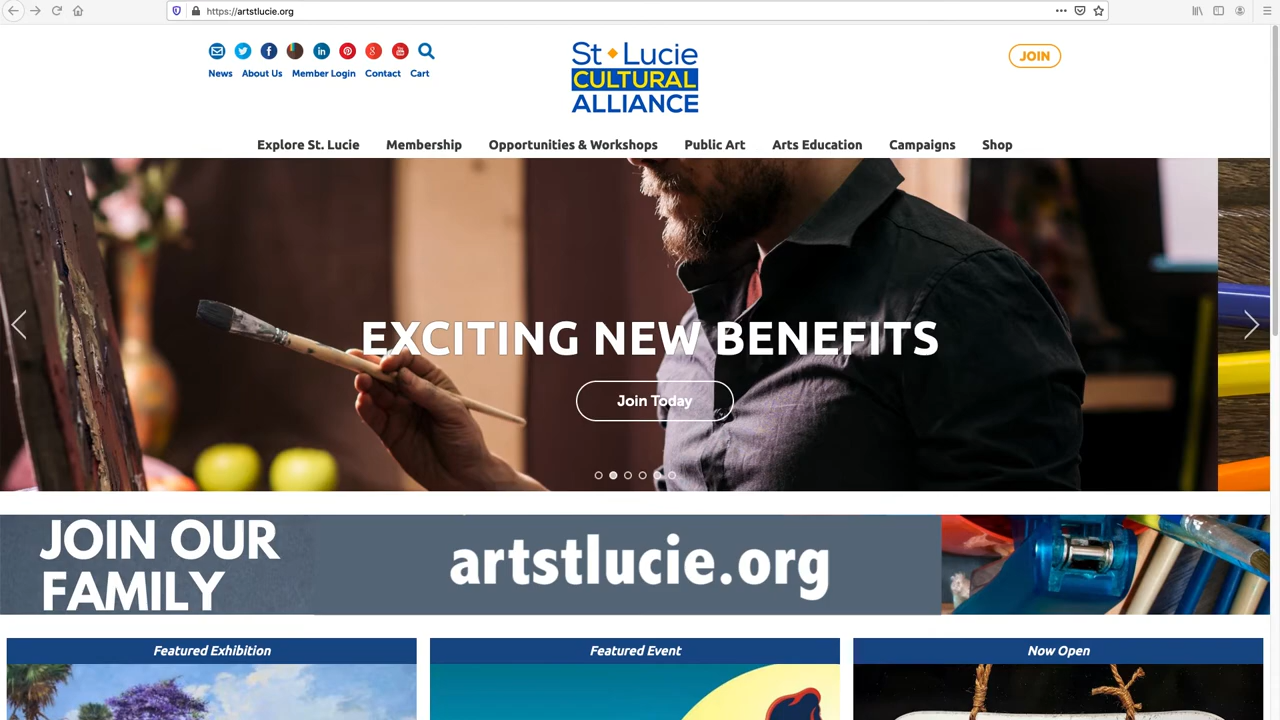 https://artstlucie.org
JOIN
News About Us Member Login Contact Cart
St Lucie
CULTURAL
ALLIANCE
Explore St. Lucie Membership Opportunities & Workshops Public Art Arts Education Campaigns Shop
EXCITING NEW BENEFITS
Join Today
JOIN OUR
FAMILY
artstlucie.org
Featured Exhibition
Featured Event
Now Open